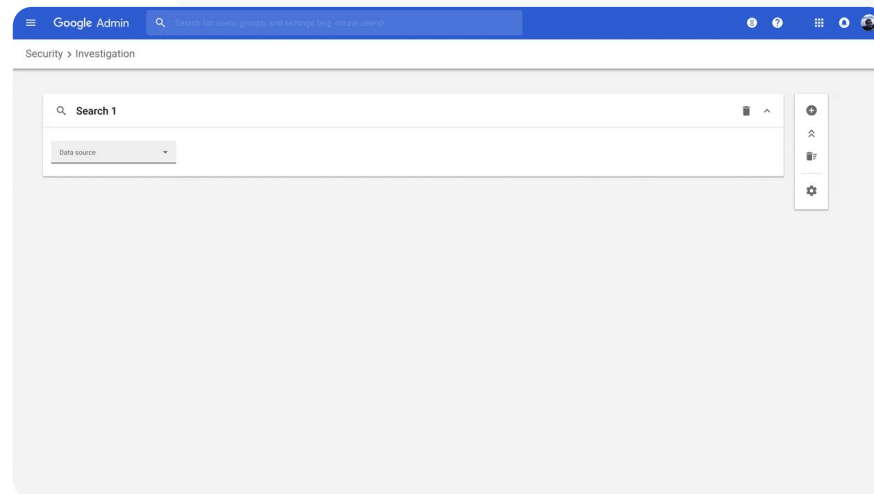 Google Admin
Search for users, groups, and settings (e.g. create users)
Security > Investigation
Search 1
Data source